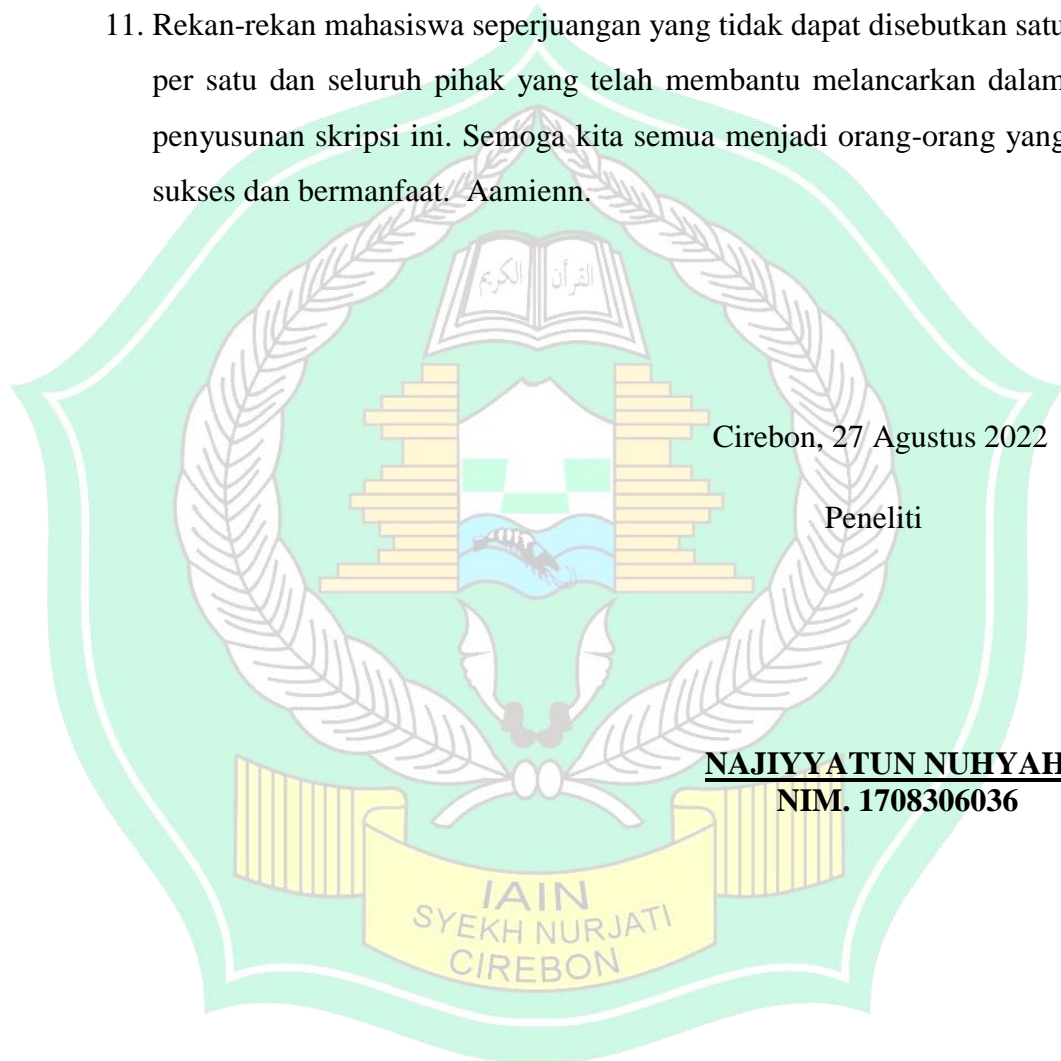 11. Rekan-rekan mahasiswa seperjuangan yang tidak dapat disebutkan satu
per satu dan seluruh pihak yang telah membantu melancarkan dalam
penyusunan skripsi ini. Semoga kita semua menjadi orang-orang yang
sukses dan bermanfaat. Aamienn.
القرآن الكريم
Cirebon, 27 Agustus 2022
Peneliti
NAJIYYATUN NUHYAH
NIM. 1708306036
IAIN
SYEKH NURJATI
CIREBON